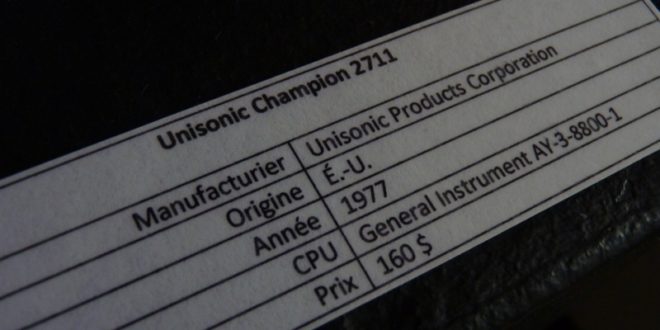 Unisonic Champion 2711
Manufacturier Unisonic Products Corporation
Origine É.-U.
Année 1977
CPU General Instrument AY-3-8800-1
Prix 160 $